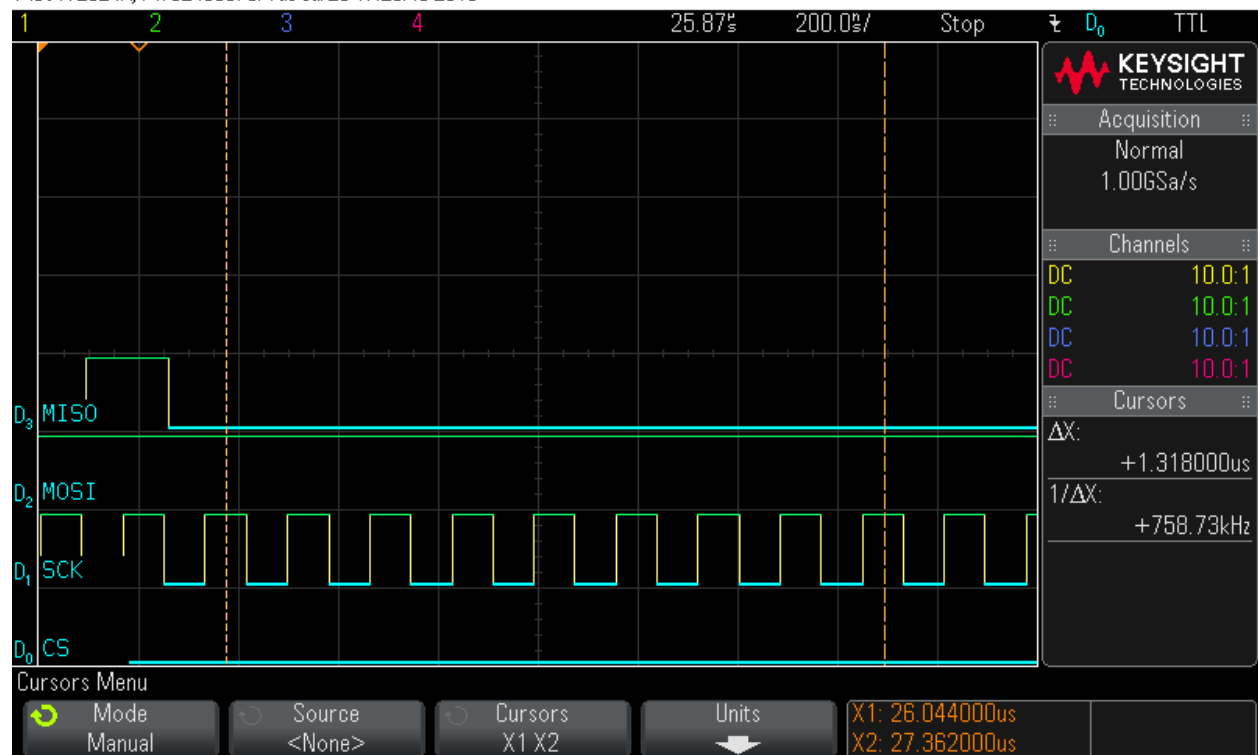 1 2 3 4 25.87us 200.0ns/ Stop D0 TTL
KEYSIGHT
TECHNOLOGIES
Acquisition
Normal
1.00GSa/s
Channels
DC 10.0:1
DC 10.0:1
DC 10.0:1
DC 10.0:1
Cursors
ΔX:
+1.318000us
1/ΔX:
+758.73kHz
D3 MISO
D2 MOSI
D1 SCK
D0 CS
Cursors Menu
Mode
Manual
Source
<None>
Cursors
X1 X2
Units
X1: 26.044000us
X2: 27.362000us